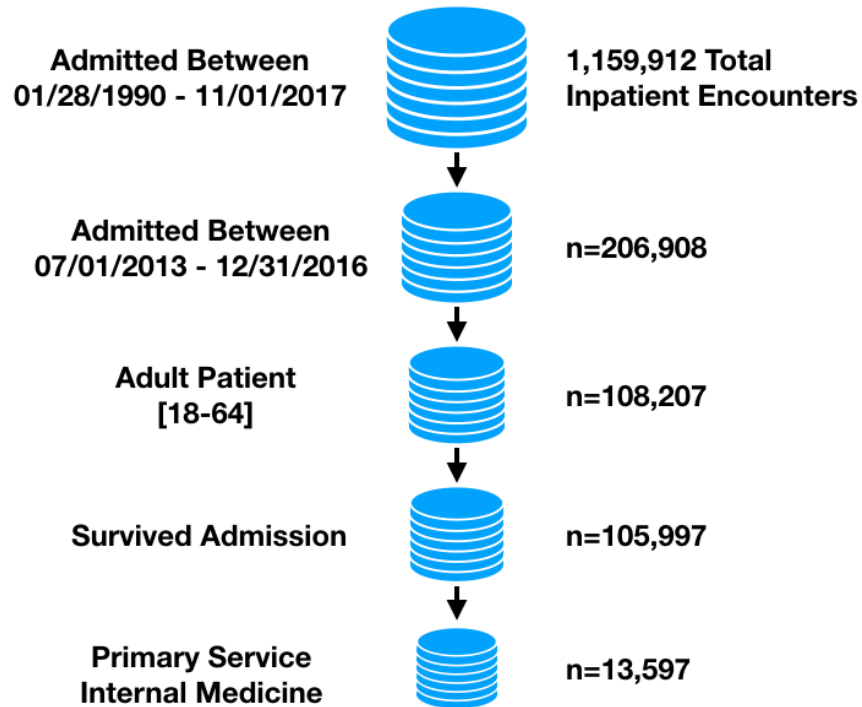 Admitted Between
01/28/1990 - 11/01/2017
1,159,912 Total
Inpatient Encounters
Admitted Between
07/01/2013 - 12/31/2016
n=206,908
Adult Patient
[18-64]
n=108,207
Survived Admission
n=105,997
Primary Service
Internal Medicine
n=13,597